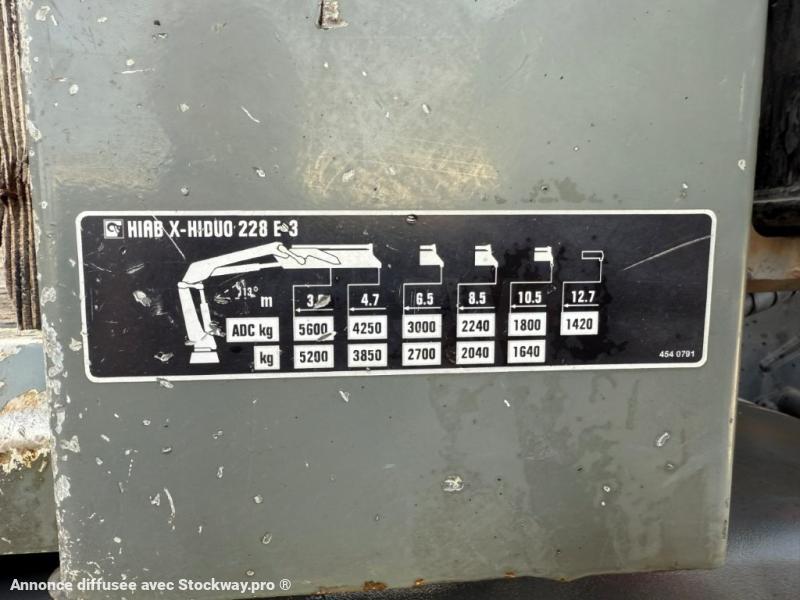 HIAB X-HIDUO 228 E-3
13° m 4.7 6.5 8.5 10.5 12.7
ADC kg 5600 4250 3000 2240 1800 1420
kg 5200 3850 2700 2040 1640
454 0791
Annonce diffusée avec Stockway.pro ®